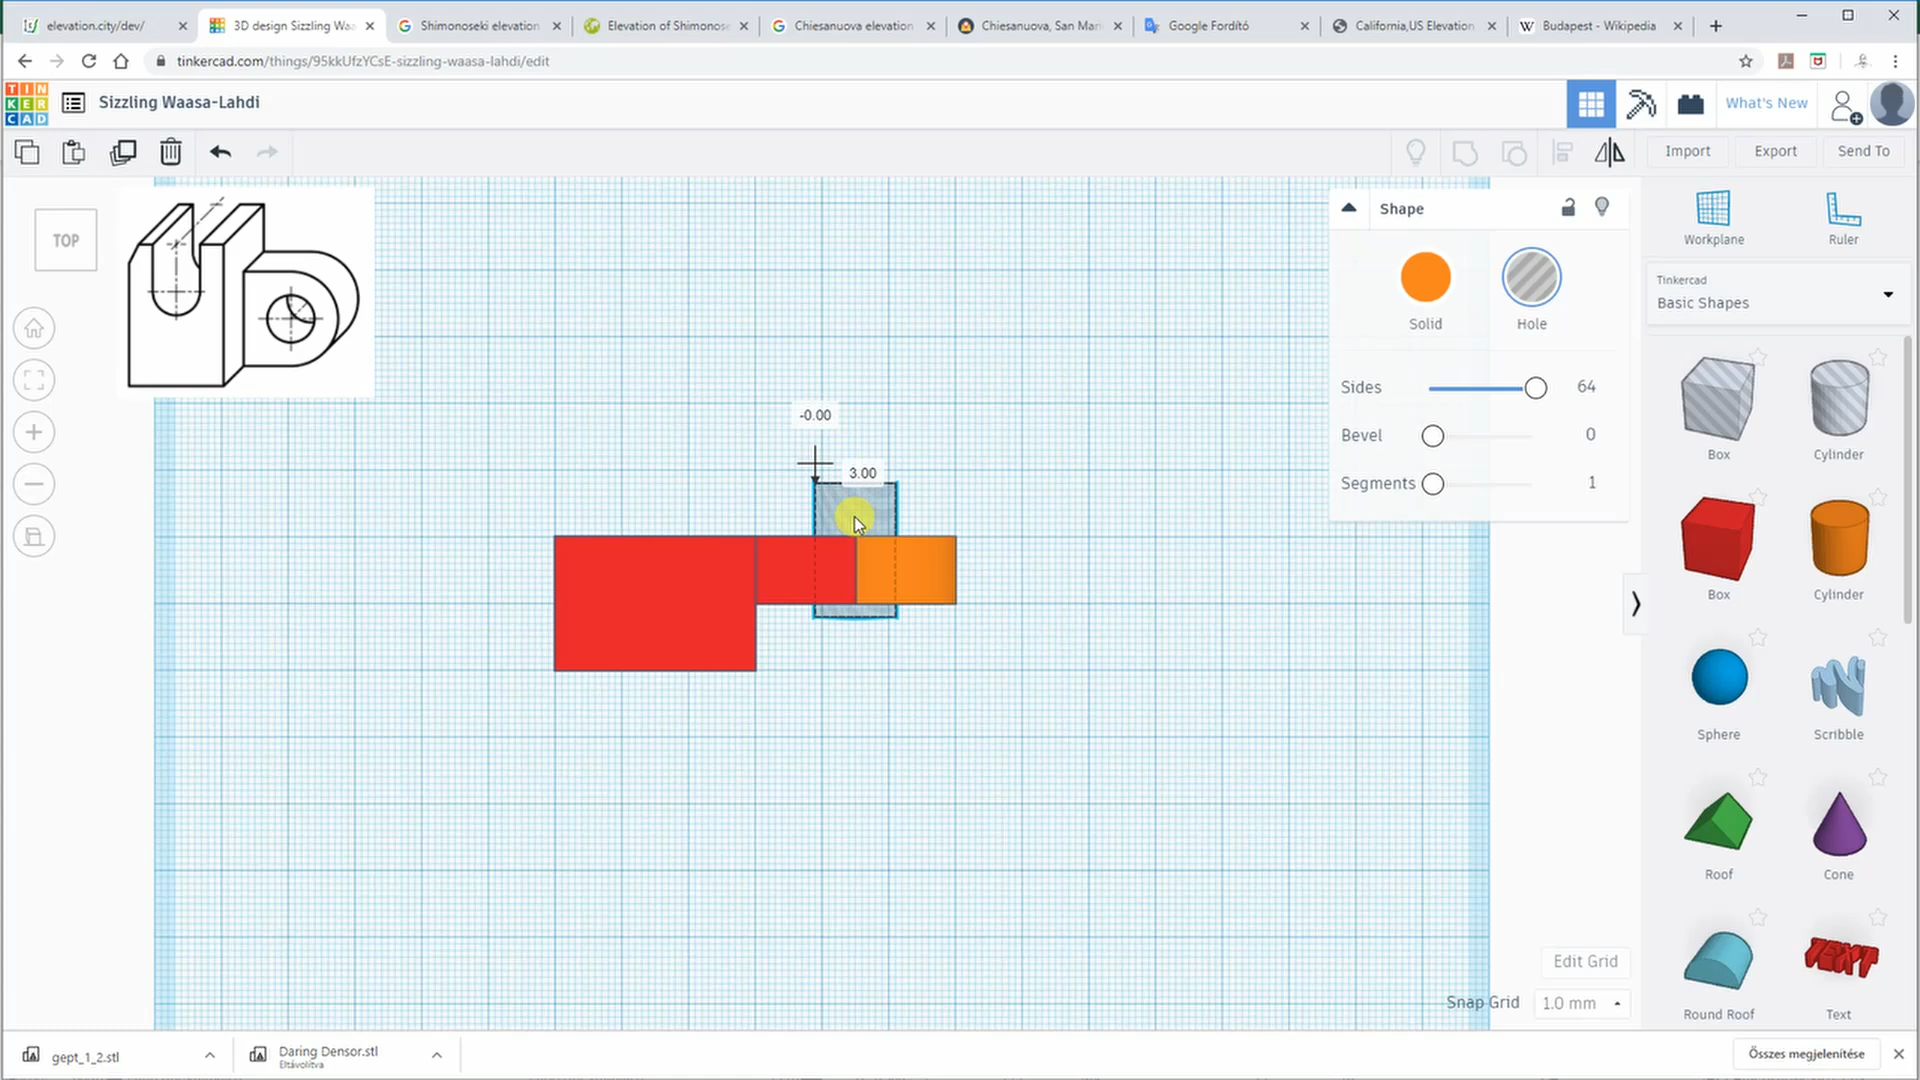 elevation.city/dev/
3D design Sizzling Waa
Shimonoseki elevation
Elevation of Shimonose
Chiesanuova elevation
Chiesanuova, San Mari
Google Fordító
California,US Elevation
Budapest - Wikipedia
tinkercad.com/things/95kkUfzYCsE-sizzling-waasa-lahdi/edit
TIN
KER
CAD
Sizzling Waasa-Lahdi
What's New
Import
Export
Send To
TOP
Shape
Solid
Hole
Sides
64
Bevel
0
Segments
1
-0.00
3.00
Workplane
Ruler
Tinkercad
Basic Shapes
Box
Cylinder
Box
Cylinder
Sphere
Scribble
Roof
Cone
TEXT
Round Roof
Text
Edit Grid
Snap Grid
1.0 mm
gept_1_2.stl
Daring Densor.stl
Eltávolítva
Összes megjelenítése